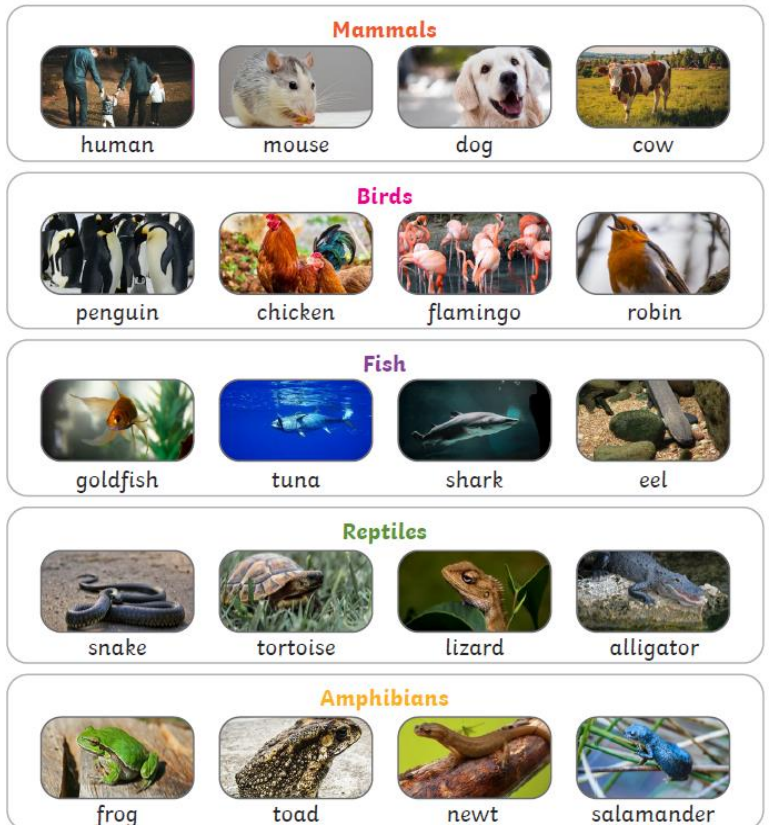 Mammals
human mouse dog cow
Birds
penguin chicken flamingo robin
Fish
goldfish tuna shark eel
Reptiles
snake tortoise lizard alligator
Amphibians
frog toad newt salamander